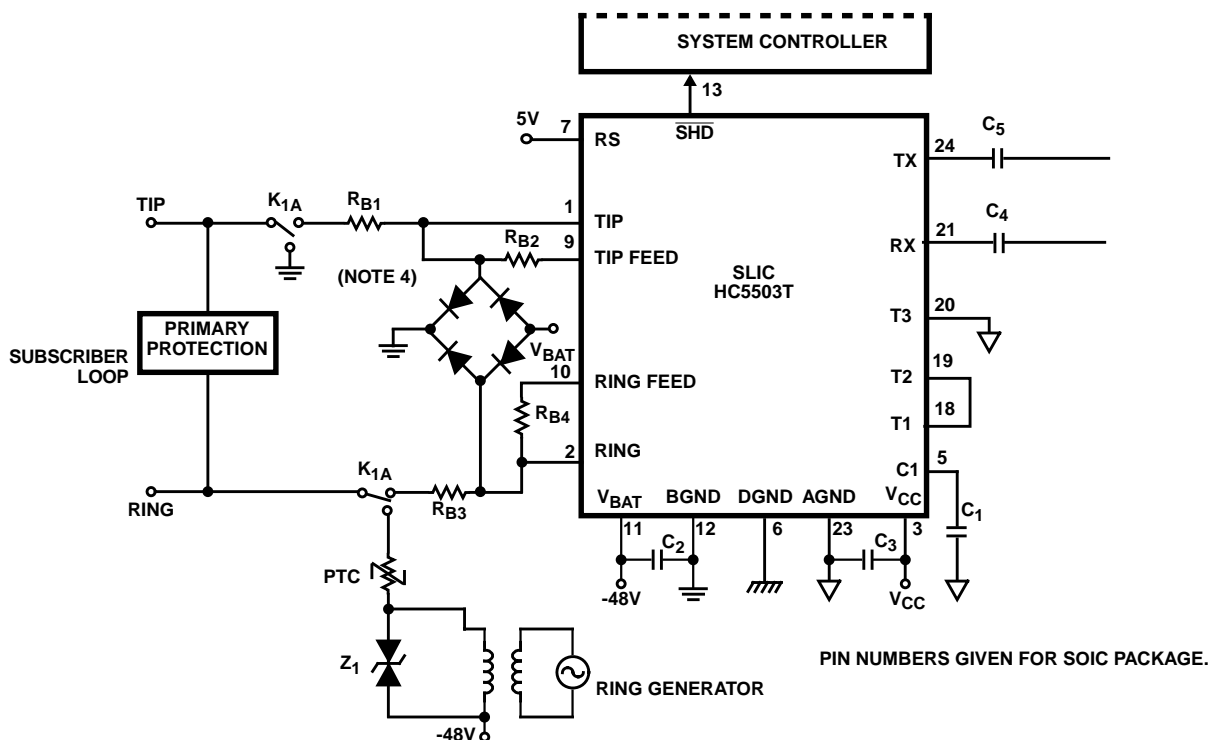 SYSTEM CONTROLLER
13
5V
7
RS
SHD
TX
24
C5
TIP
K1A
RB1
1
TIP
RX
21
C4
RB2
9
TIP FEED
(NOTE 4)
SLIC
HC5503T
T3
20
PRIMARY
PROTECTION
SUBSCRIBER
LOOP
VBAT
10
RING FEED
T2
19
RB4
T1
18
2
RING
C1
5
K1A
RING
RB3
VBAT
BGND
DGND
AGND
VCC
C1
11
C2
12
6
23
C3
3
PTC
-48V
VCC
Z1
RING GENERATOR
PIN NUMBERS GIVEN FOR SOIC PACKAGE.
-48V